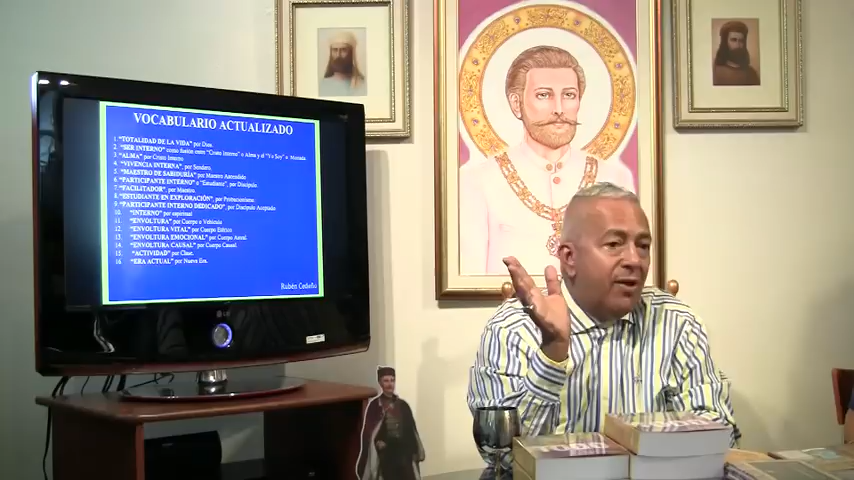 VOCABULARIO ACTUALIZADO
1. "TOTALIDAD DE LA VIDA" por Dios.
2. "SER INTERNO" como fusión entre "Cristo Interno" o Alma y el "Yo Soy" o Monada
3. "ALMA" por Cristo Interno.
4. "VIVENCIA INTERNA", por Sendero.
5. "MAESTRO DE SABIDURÍA" por Maestro Ascendido
6. "PARTICIPANTE INTERNO" o "Estudiante", por Discípulo.
7. "FACILITADOR" por Maestro.
8. "ESTUDIANTE EN EXPLORACIÓN", por Probacionismo.
9. "PARTICIPANTE INTERNO DEDICADO", por Discípulo Aceptado.
10. "INTERNO" por espiritual
11. "ENVOLTURA" por Cuerpo o Vehículo
12. "ENVOLTURA VITAL" por Cuerpo Etérico
13. "ENVOLTURA EMOCIONAL" por Cuerpo Astral
14. "ENVOLTURA CAUSAL" por Cuerpo Causal.
15. "ACTIVIDAD" por Clase.
16. "ERA ACTUAL" por Nueva Era.
Rubén Cedeño
LG